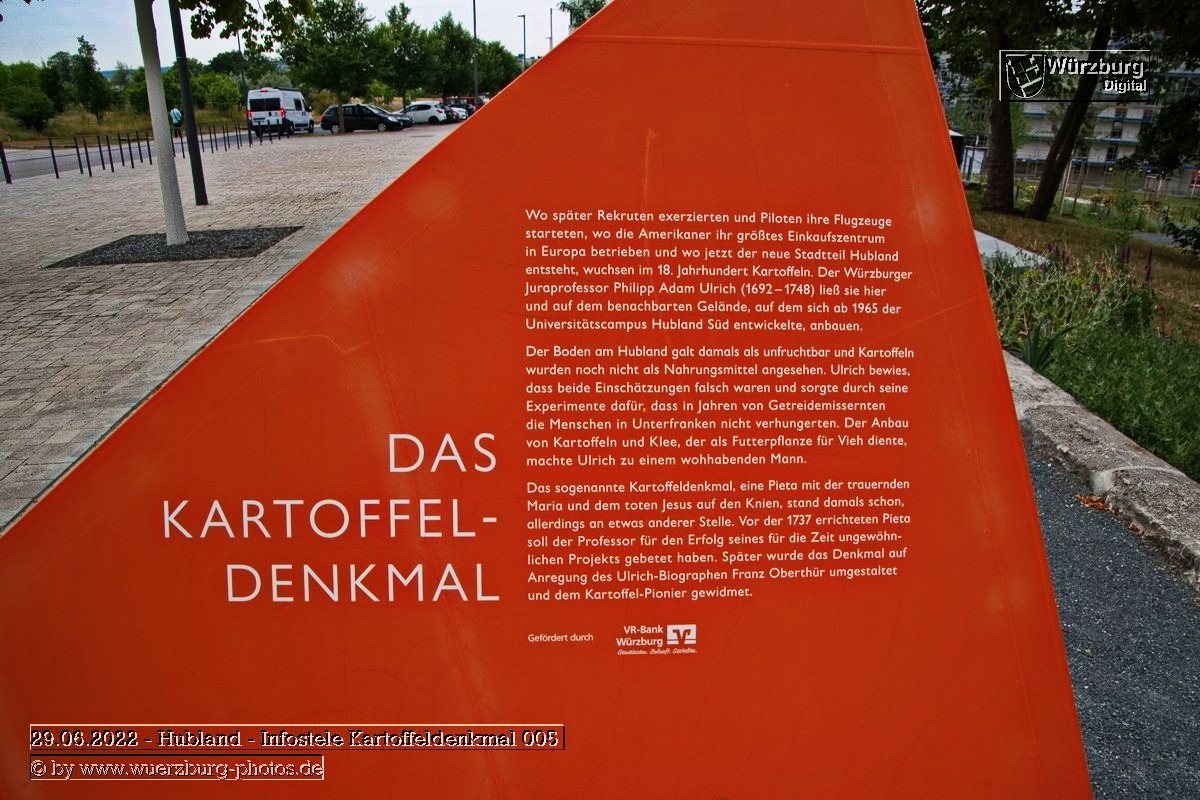 Würzburg
Digital
Wo später Rekruten exerzierten und Piloten ihre Flugzeuge
starteten, wo die Amerikaner ihr größtes Einkaufszentrum
in Europa betrieben und wo jetzt der neue Stadtteil Hubland
entsteht, wuchsen im 18. Jahrhundert Kartoffeln. Der Würzburger
Juraprofessor Philipp Adam Ulrich (1692 – 1748) ließ sie hier
und auf dem benachbarten Gelände, auf dem sich ab 1965 der
Universitätscampus Hubland Süd entwickelte, anbauen.
Der Boden am Hubland galt damals als unfruchtbar und Kartoffeln
wurden noch nicht als Nahrungsmittel angesehen. Ulrich bewies,
dass beide Einschätzungen falsch waren und sorgte durch seine
Experimente dafür, dass in Jahren von Getreidemissernten
die Menschen in Unterfranken nicht verhungerten. Der Anbau
von Kartoffeln und Klee, der als Futterpflanze für Vieh diente,
machte Ulrich zu einem wohhabenden Mann.
Das sogenannte Kartoffeldenkmal, eine Pieta mit der trauernden
Maria und dem toten Jesus auf den Knien, stand damals schon,
allerdings an etwas anderer Stelle. Vor der 1737 errichteten Pieta
soll der Professor für den Erfolg seines für die Zeit ungewöhn-
lichen Projekts gebetet haben. Später wurde das Denkmal auf
Anregung des Ulrich-Biographen Franz Oberthür umgestaltet
und dem Kartoffel-Pionier gewidmet.
DAS
KARTOFFEL-
DENKMAL
Gefördert durch
VR-Bank
Würzburg
Gemeinsam. Zukunft. Gestalten.
29.06.2022 - Hubland - Infostele Kartoffeldenkmal 005
© by www.wuerzburg-photos.de